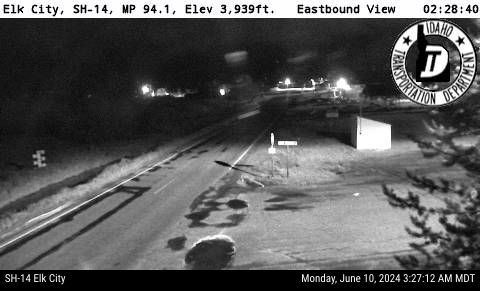 Elk City, SH-14, MP 94.1, Elev 3,939ft.   Eastbound View   02:28:40
IDAHO
TRANSPORTATION DEPARTMENT
SH-14 Elk City   Monday, June 10, 2024 3:27:12 AM MDT